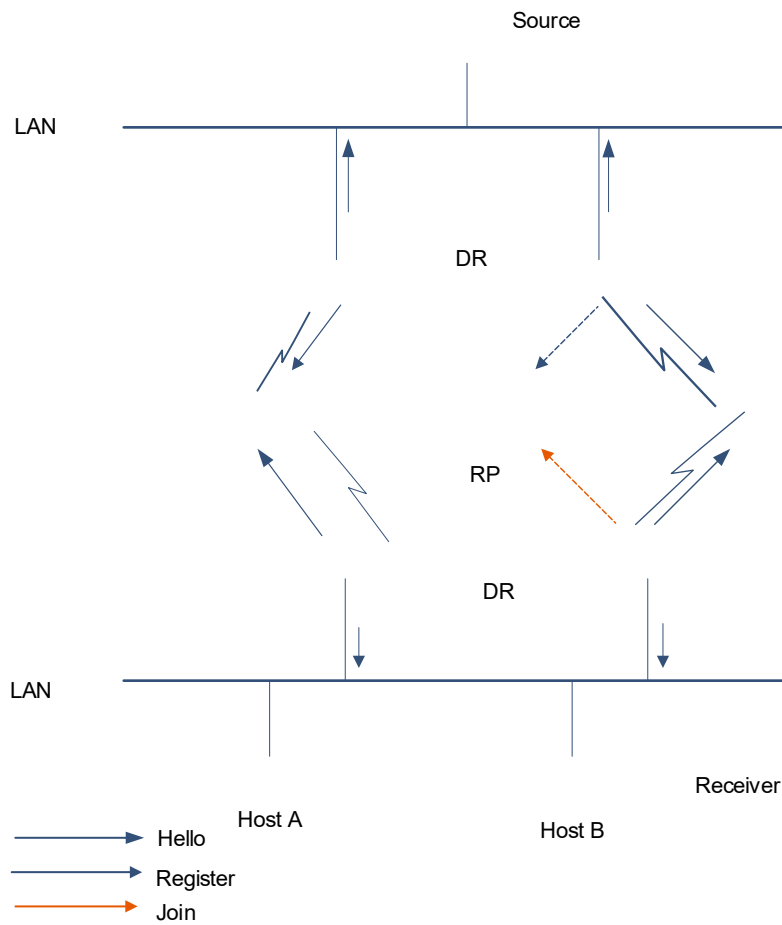 Source
LAN
DR
RP
DR
LAN
Receiver
Host A
Host B
Hello
Register
Join